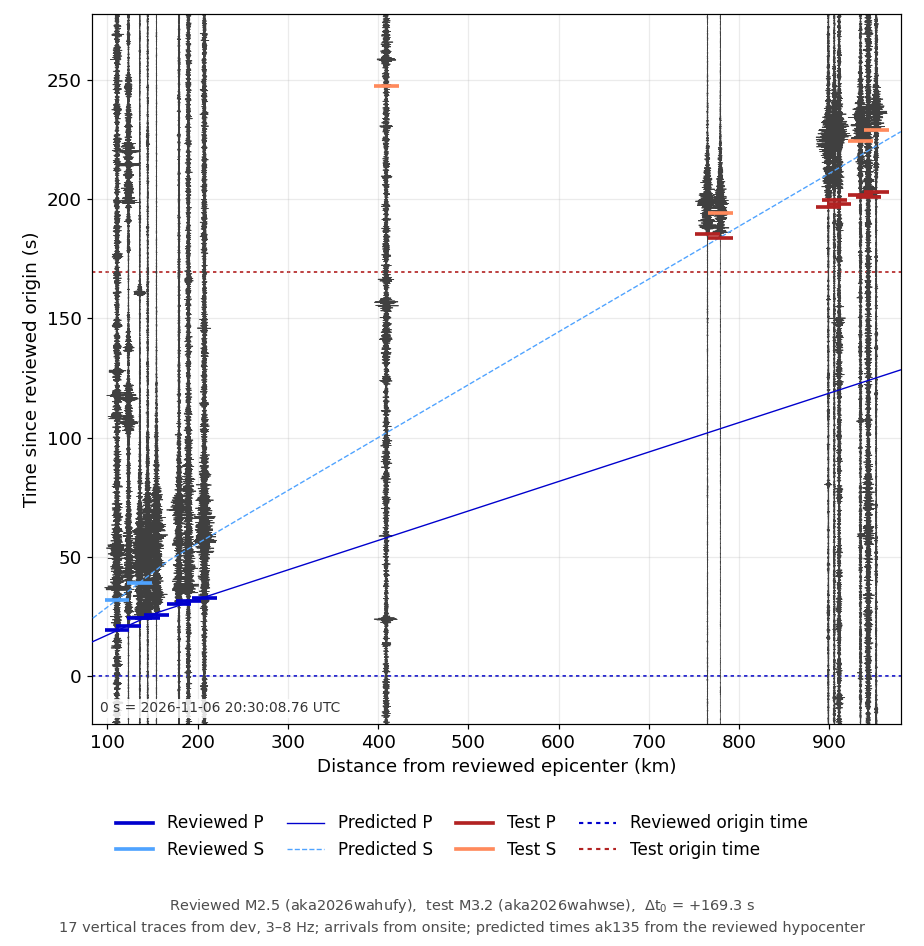 Time since reviewed origin (s)
250
200
150
100
50
0
0 s = 2026-11-06 20:30:08.76 UTC
100 200 300 400 500 600 700 800 900
Distance from reviewed epicenter (km)
Reviewed P Predicted P Test P Reviewed origin time
Reviewed S Predicted S Test S Test origin time
Reviewed M2.5 (aka2026wahufy), test M3.2 (aka2026wahwse), Δt₀ = +169.3 s
17 vertical traces from dev, 3–8 Hz; arrivals from onsite; predicted times ak135 from the reviewed hypocenter